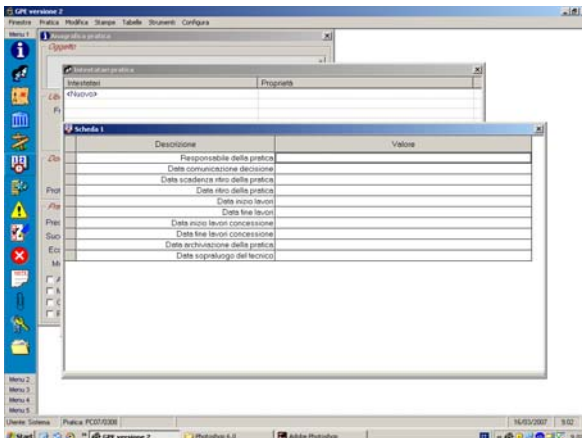 GPE versione 2
Finestra Pratica Modifica Stampe Tabelle Strumenti Configura
Menu 1
Anagrafica pratica
Oggetto
Intestatari pratica
Intestatari Proprietà
<Nuovo>
Scheda 1
Descrizione Valore
Responsabile della pratica
Data comunicazione decisione
Data scadenza ritiro della pratica
Data ritiro della pratica
Data inizio lavori
Data fine lavori
Data inizio lavori concessione
Data fine lavori concessione
Data archiviazione della pratica
Data sopraluogo del tecnico
Menu 2
Menu 3
Menu 4
Menu 5
Utente: Sistema Pratica: PC07/0308 16/03/2007 9.02
Start GPE versione 2 Photoshop 6.0 Adobe Photoshop